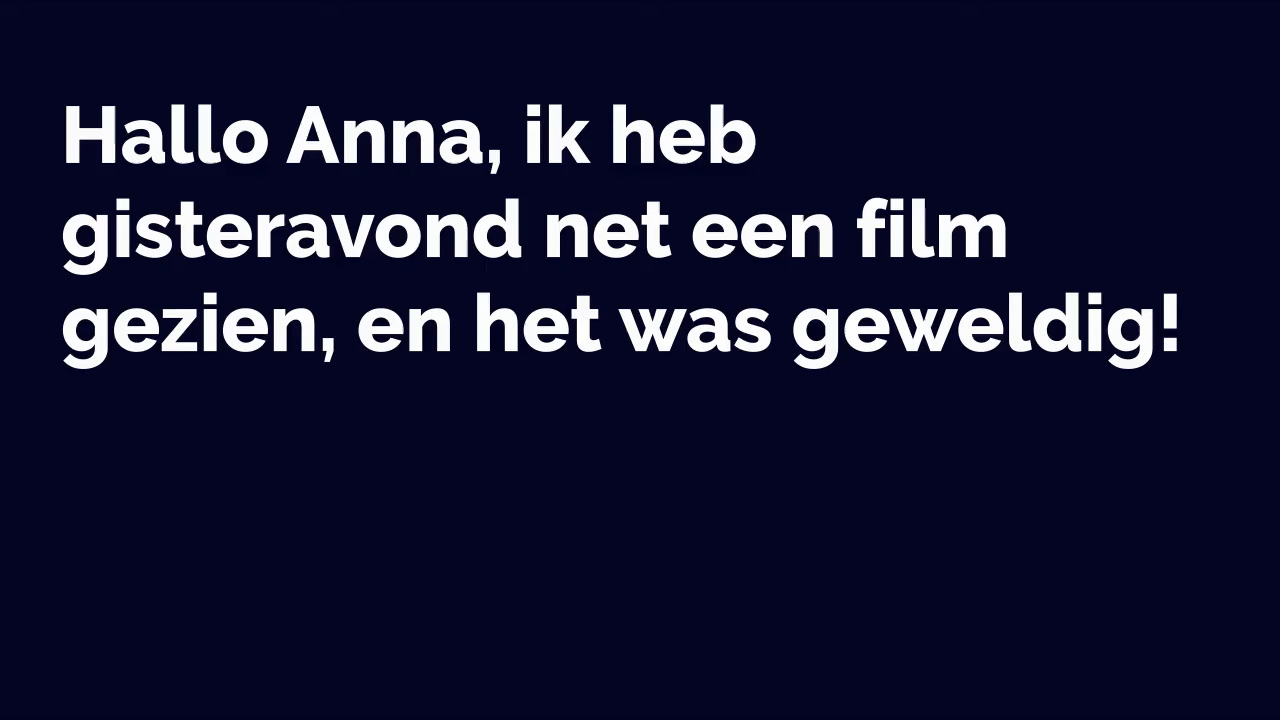 Hallo Anna, ik heb
gisteravond net een film
gezien, en het was geweldig!